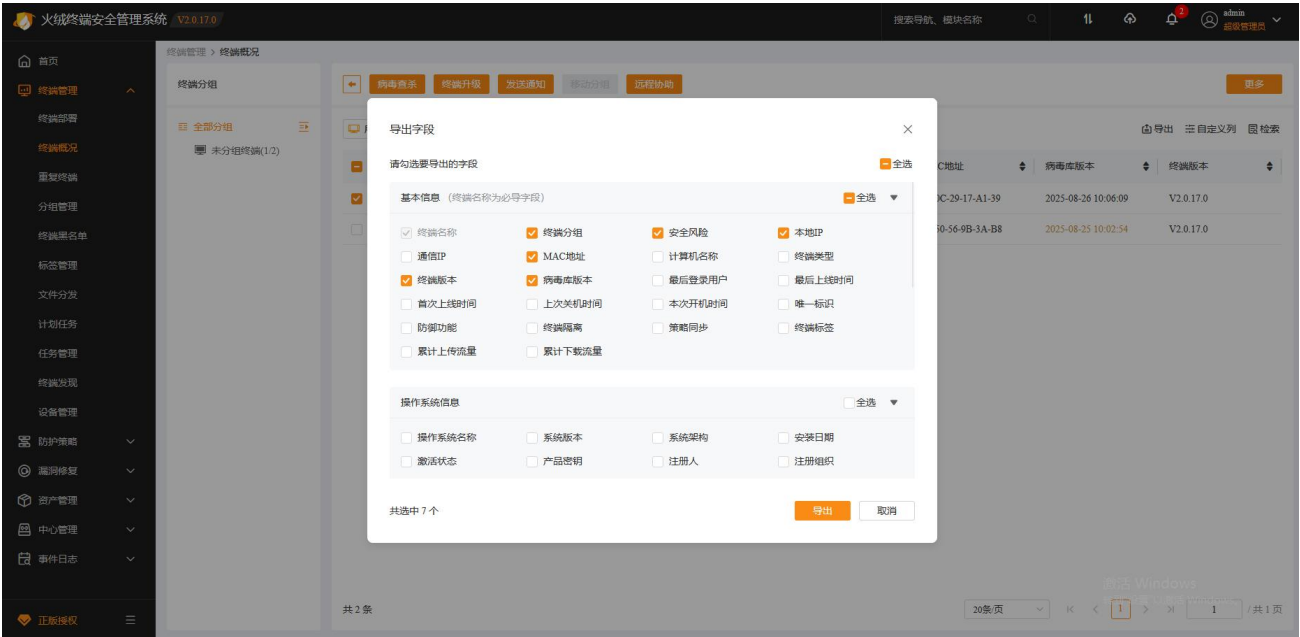 火绒终端安全管理系统 V2.0.17.0
搜索导航、模块名称
2
admin
超级管理员
首页
终端管理
终端部署
终端概况
重复终端
分组管理
终端黑名单
标签管理
文件分发
计划任务
任务管理
终端发现
设备管理
防护策略
漏洞修复
资产管理
中心管理
事件日志
正版授权
终端管理 > 终端概况
终端分组
全部分组
未分组终端(1/2)
病毒查杀 终端升级 发送通知 移动分组 远程协助 更多
导出 自定义列 检索
C地址 病毒库版本 终端版本
0C-29-17-A1-39 2025-08-26 10:06:09 V2.0.17.0
50-56-9B-3A-B8 2025-08-25 10:02:54 V2.0.17.0
导出字段
请勾选要导出的字段 全选
基本信息 (终端名称为必导字段) 全选
终端名称 终端分组 安全风险 本地IP
通信IP MAC地址 计算机名称 终端类型
终端版本 病毒库版本 最后登录用户 最后上线时间
首次上线时间 上次关机时间 本次开机时间 唯一标识
防御功能 终端隔离 策略同步 终端标签
累计上传流量 累计下载流量
操作系统信息 全选
操作系统名称 系统版本 系统架构 安装日期
激活状态 产品密钥 注册人 注册组织
共选中 7 个 导出 取消
激活 Windows
共 2 条 20条/页 1 1 / 共 1 页